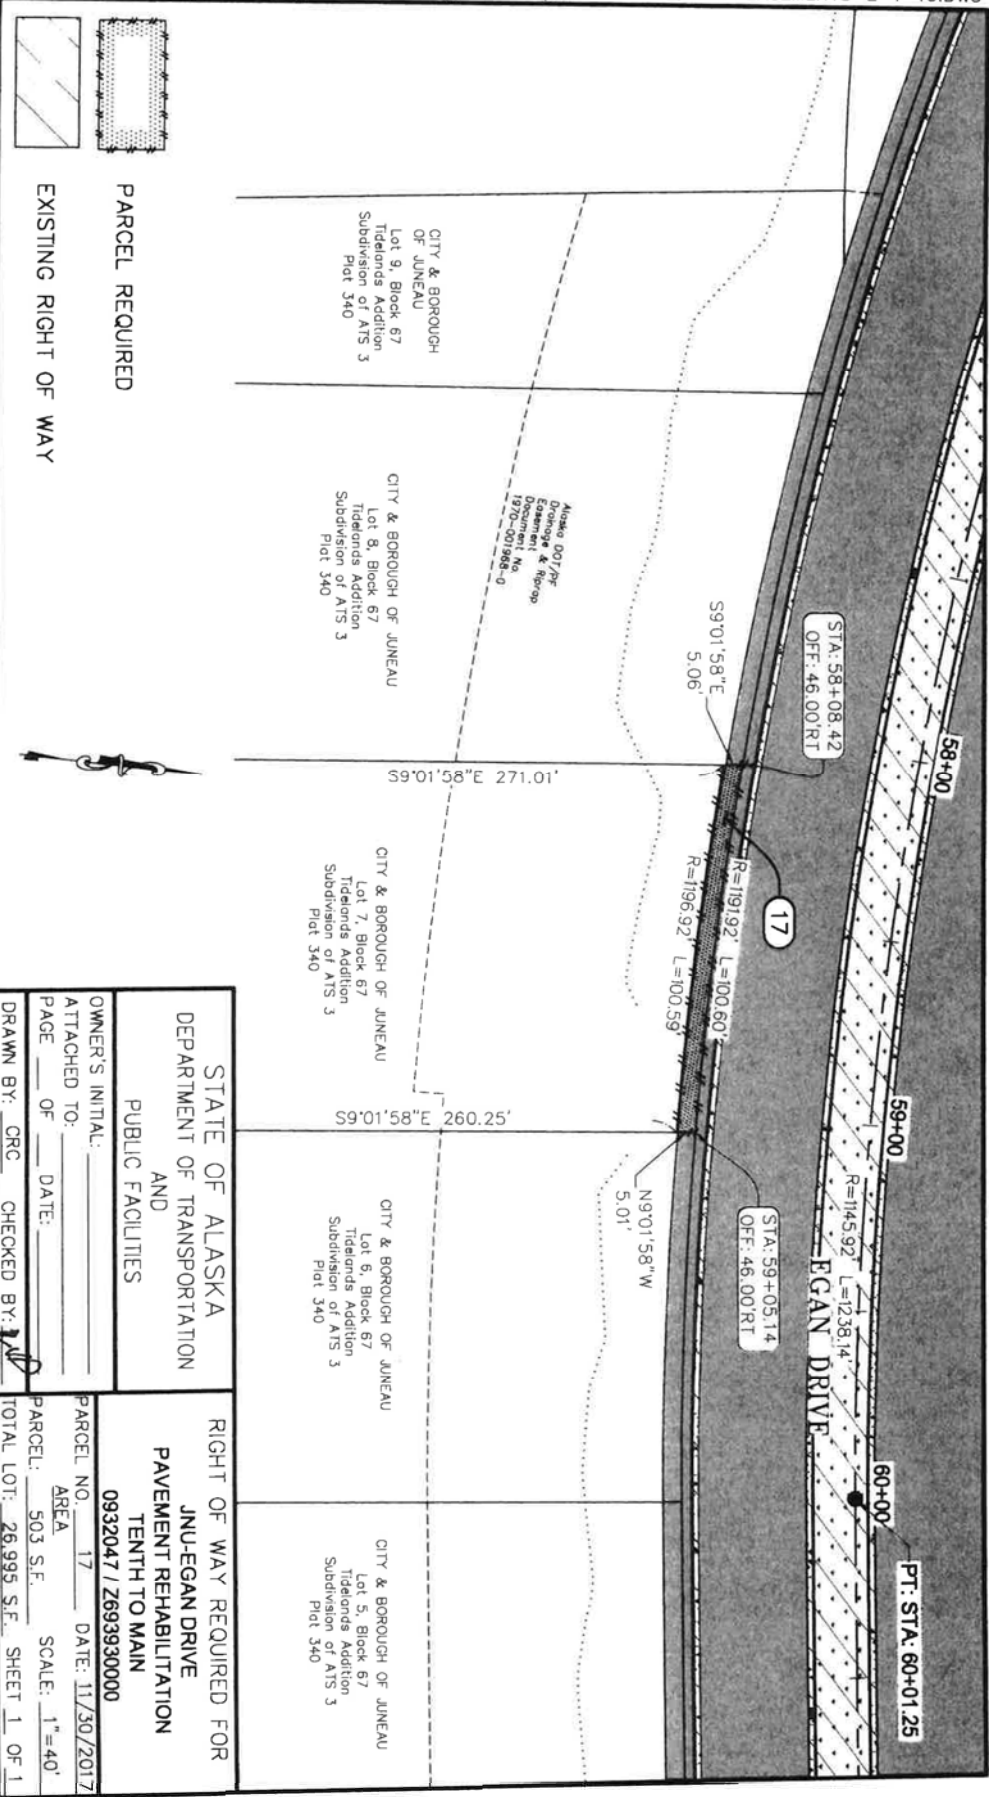 58+00
59+00
60+00
PT: STA: 60+01.25
R=1145.92' L=1238.14'
EGAN DRIVE
STA: 58+08.42
OFF: 46.00'RT
STA: 59+05.14
OFF: 46.00'RT
17
S9°01'58"E
5.06'
R=1191.92' L=100.60'
R=1196.92' L=100.59'
N9°01'58"W
5.01'
Alaska DOT/PF
Drainage & Riprap
Easement
Document No.
1970-001968-0
S9°01'58"E 271.01'
S9°01'58"E 260.25'
CITY & BOROUGH
OF JUNEAU
Lot 9, Block 67
Tidelands Addition
Subdivision of ATS 3
Plat 340
CITY & BOROUGH OF JUNEAU
Lot 8, Block 67
Tidelands Addition
Subdivision of ATS 3
Plat 340
CITY & BOROUGH OF JUNEAU
Lot 7, Block 67
Tidelands Addition
Subdivision of ATS 3
Plat 340
CITY & BOROUGH OF JUNEAU
Lot 6, Block 67
Tidelands Addition
Subdivision of ATS 3
Plat 340
CITY & BOROUGH OF JUNEAU
Lot 5, Block 67
Tidelands Addition
Subdivision of ATS 3
Plat 340
PARCEL REQUIRED
EXISTING RIGHT OF WAY
STATE OF ALASKA
DEPARTMENT OF TRANSPORTATION
AND
PUBLIC FACILITIES
OWNER'S INITIAL:
ATTACHED TO:
PAGE ___ OF ___ DATE:
DRAWN BY: CRC CHECKED BY:
RIGHT OF WAY REQUIRED FOR
JNU-EGAN DRIVE
PAVEMENT REHABILITATION
TENTH TO MAIN
0932047 / Z693930000
PARCEL NO. 17 DATE: 11/30/2017
AREA
PARCEL: 503 S.F. SCALE: 1"=40'
TOTAL LOT: 26,995 S.F. SHEET 1 OF 1